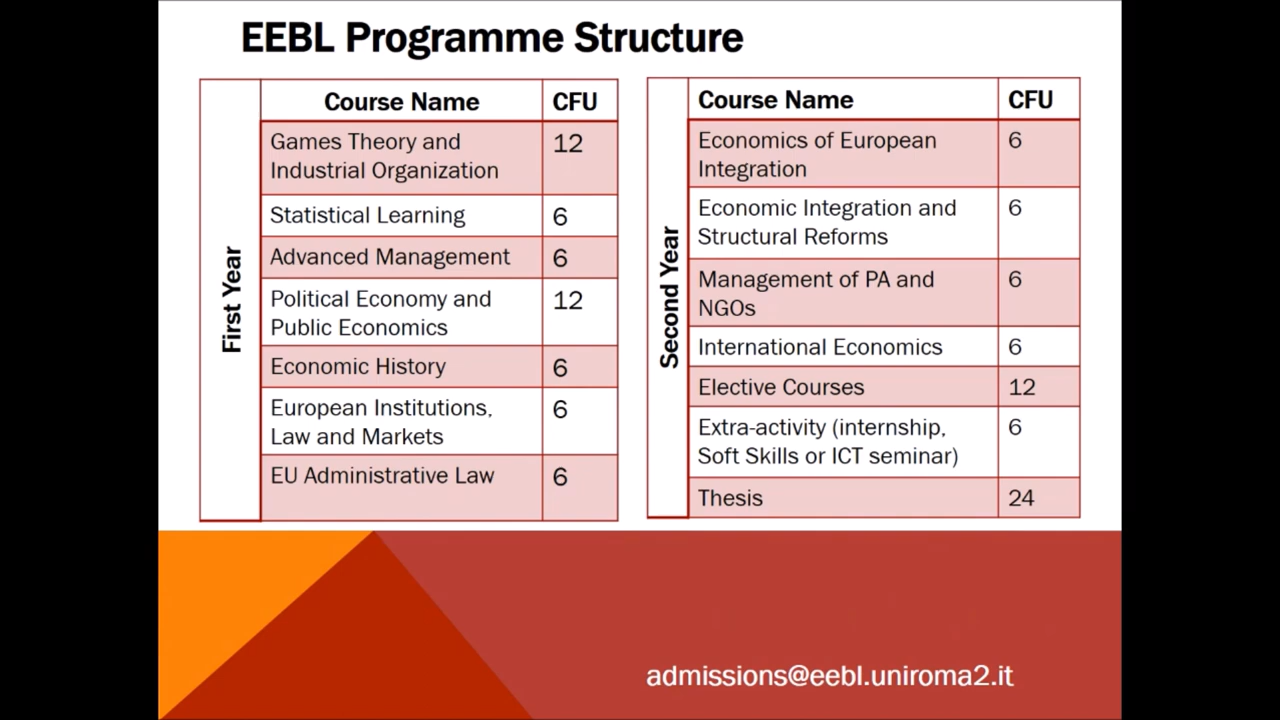 EEBL Programme Structure
First Year
Course Name CFU
Games Theory and
Industrial Organization 12
Statistical Learning 6
Advanced Management 6
Political Economy and
Public Economics 12
Economic History 6
European Institutions,
Law and Markets 6
EU Administrative Law 6
Second Year
Course Name CFU
Economics of European
Integration 6
Economic Integration and
Structural Reforms 6
Management of PA and
NGOs 6
International Economics 6
Elective Courses 12
Extra-activity (internship,
Soft Skills or ICT seminar) 6
Thesis 24
admissions@eebl.uniroma2.it